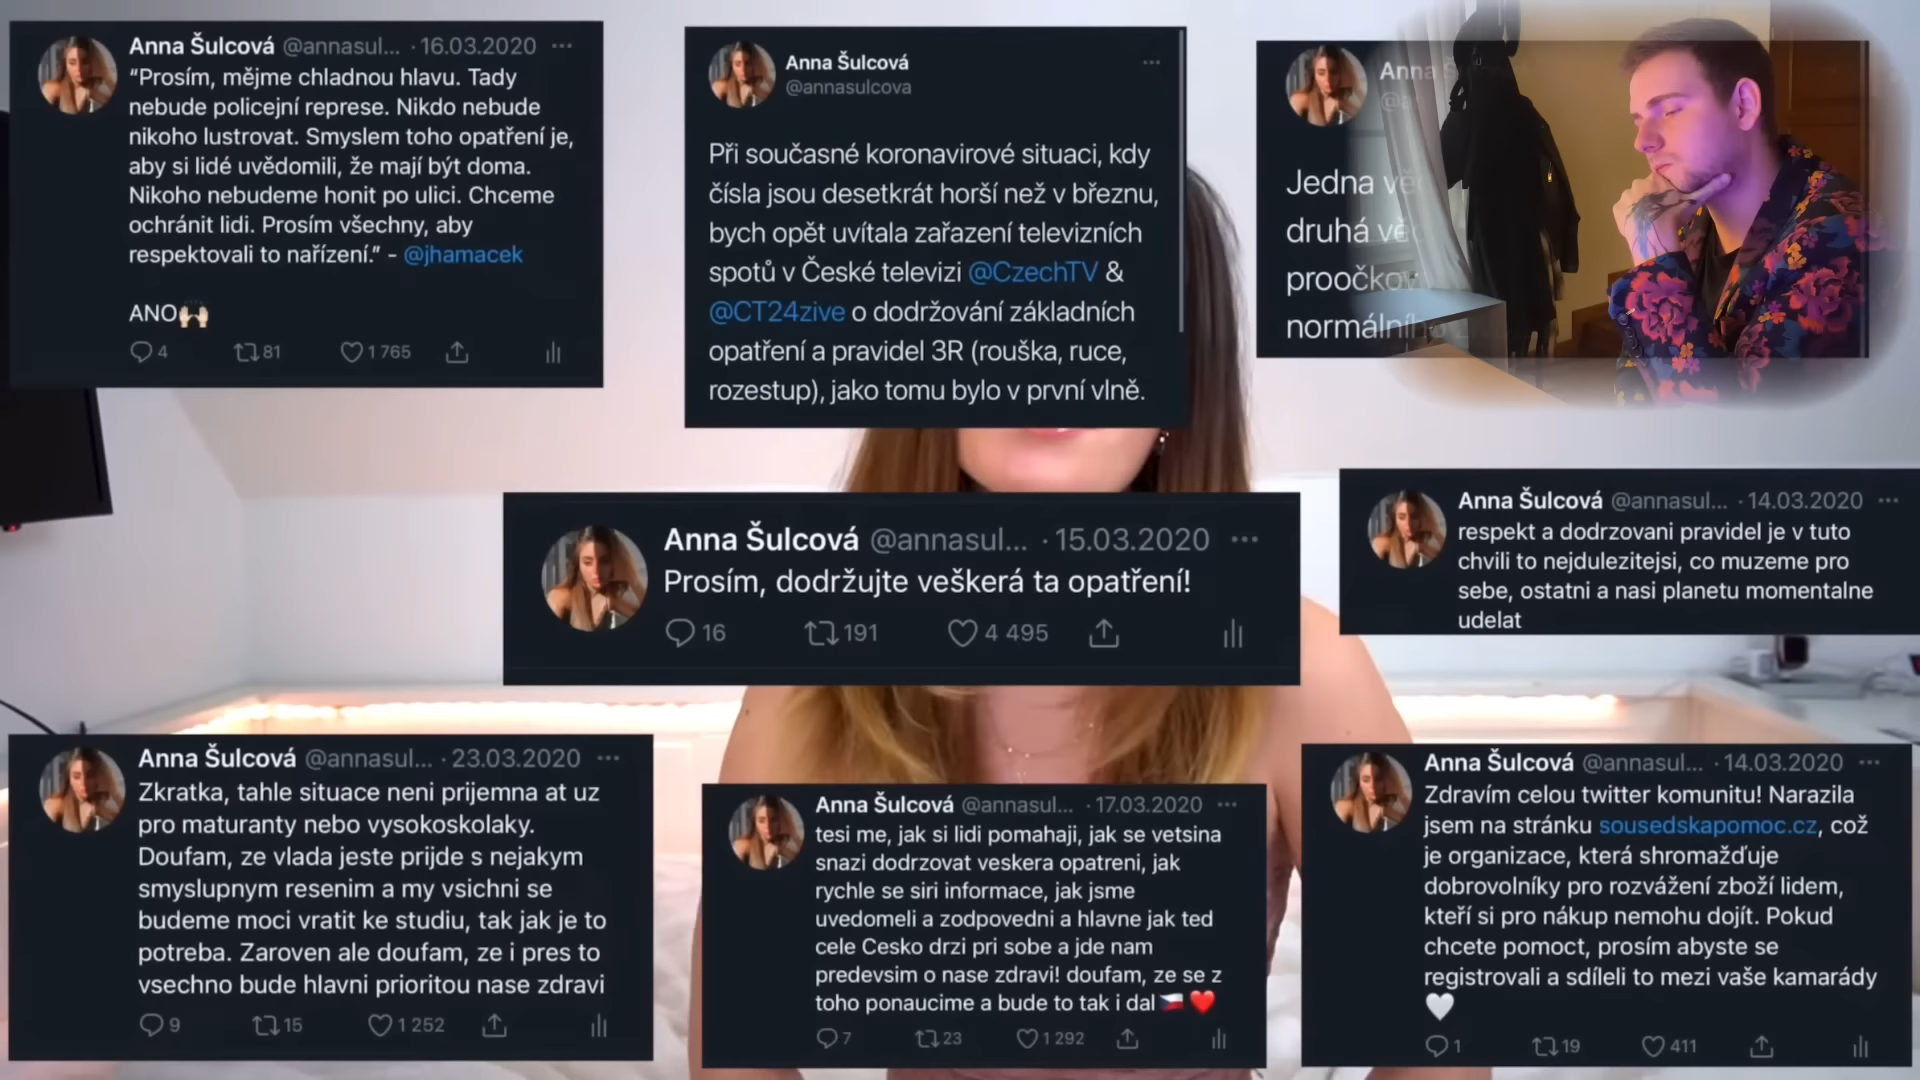 Anna Šulcová @annasul... · 16.03.2020 ···
“Prosím, mějme chladnou hlavu. Tady
nebude policejní represe. Nikdo nebude
nikoho lustrovat. Smyslem toho opatření je,
aby si lidé uvědomili, že mají být doma.
Nikoho nebudeme honit po ulici. Chceme
ochránit lidi. Prosím všechny, aby
respektovali to nařízení.” - @jhamacek
ANO🙌🏻
4 81 1 765
Anna Šulcová ···
@annasulcova
Při současné koronavirové situaci, kdy
čísla jsou desetkrát horší než v březnu,
bych opět uvítala zařazení televizních
spotů v České televizi @CzechTV &
@CT24zive o dodržování základních
opatření a pravidel 3R (rouška, ruce,
rozestup), jako tomu bylo v první vlně.
Anna
Jedna
druhá
Anna Šulcová @annasul... · 15.03.2020 ···
Prosím, dodržujte veškerá ta opatření!
16 191 4 495
Anna Šulcová @annasul... · 14.03.2020 ···
respekt a dodrzovani pravidel je v tuto
chvili to nejdulezitejsi, co muzeme pro
sebe, ostatni a nasi planetu momentalne
udelat
Anna Šulcová @annasul... · 23.03.2020 ···
Zkratka, tahle situace neni prijemna at uz
pro maturanty nebo vysokoskolaky.
Doufam, ze vlada jeste prijde s nejakym
smyslupnym resenim a my vsichni se
budeme moci vratit ke studiu, tak jak je to
potreba. Zaroven ale doufam, ze i pres to
vsechno bude hlavni prioritou nase zdravi
9 15 1 252
Anna Šulcová @annasul... · 17.03.2020 ···
tesi me, jak si lidi pomahaji, jak se vetsina
snazi dodrzovat veskera opatreni, jak
rychle se siri informace, jak jsme
uvedomeli a zodpovedni a hlavne jak ted
cele Cesko drzi pri sobe a jde nam
predevsim o nase zdravi! doufam, ze se z
toho ponaucime a bude to tak i dal 🇨🇿 ❤️
7 23 1 292
Anna Šulcová @annasul... · 14.03.2020 ···
Zdravím celou twitter komunitu! Narazila
jsem na stránku sousedskapomoc.cz, což
je organizace, která shromažďuje
dobrovolníky pro rozvážení zboží lidem,
kteří si pro nákup nemohu dojít. Pokud
chcete pomoct, prosím abyste se
registrovali a sdíleli to mezi vaše kamarády
🤍
1 19 411